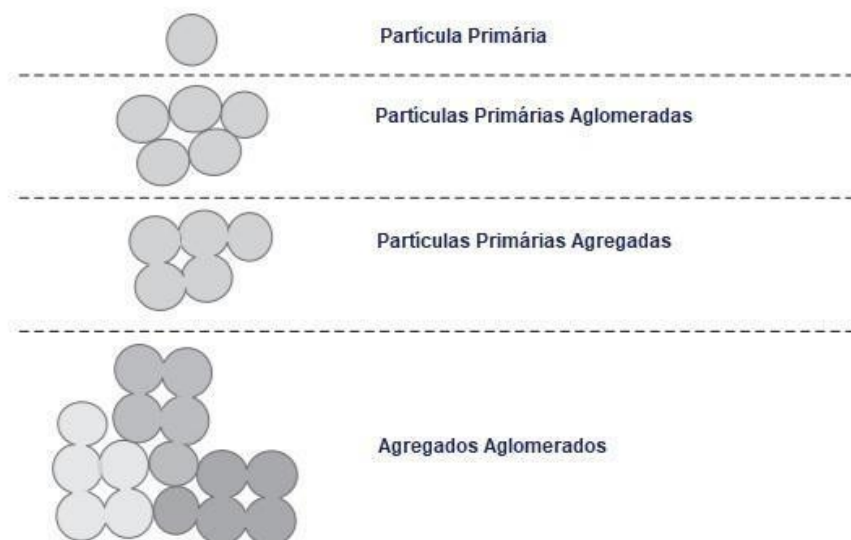 Partícula Primária
Partículas Primárias Aglomeradas
Partículas Primárias Agregadas
Agregados Aglomerados